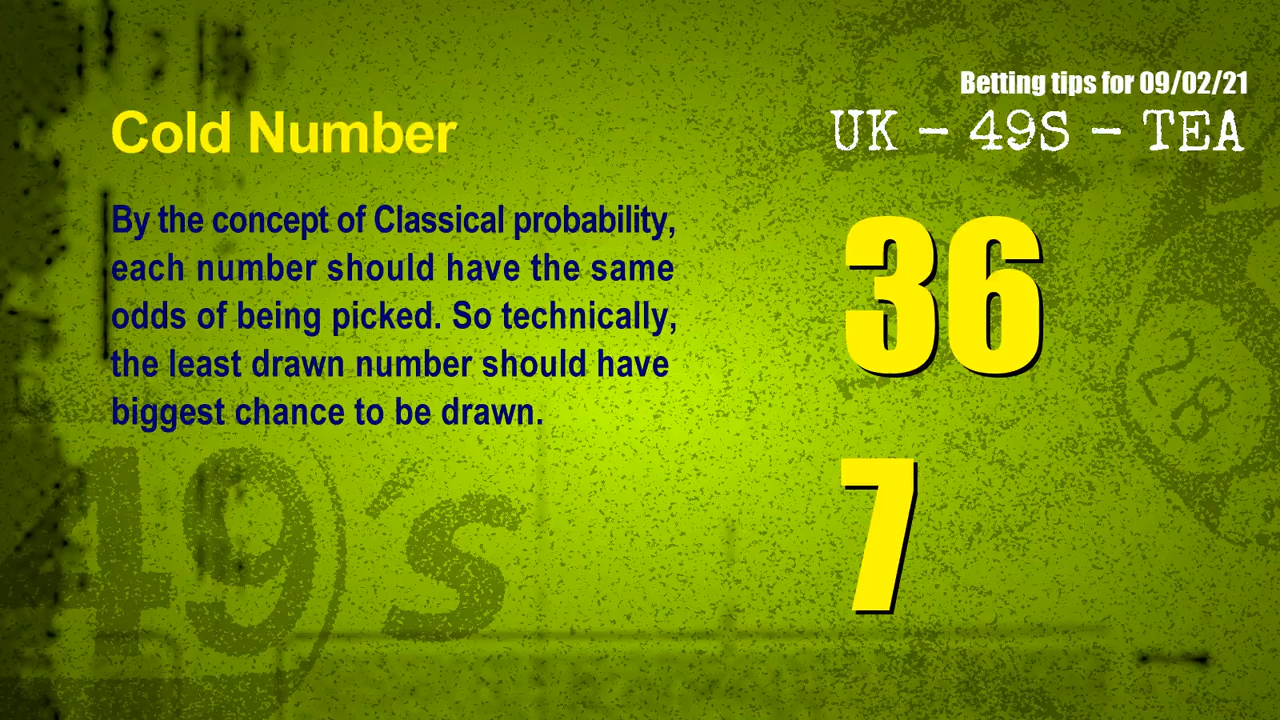 Betting tips for 09/02/21
UK - 49S - TEA
Cold Number
By the concept of Classical probability,
each number should have the same
odds of being picked. So technically,
the least drawn number should have
biggest chance to be drawn.
36
7
49's
28